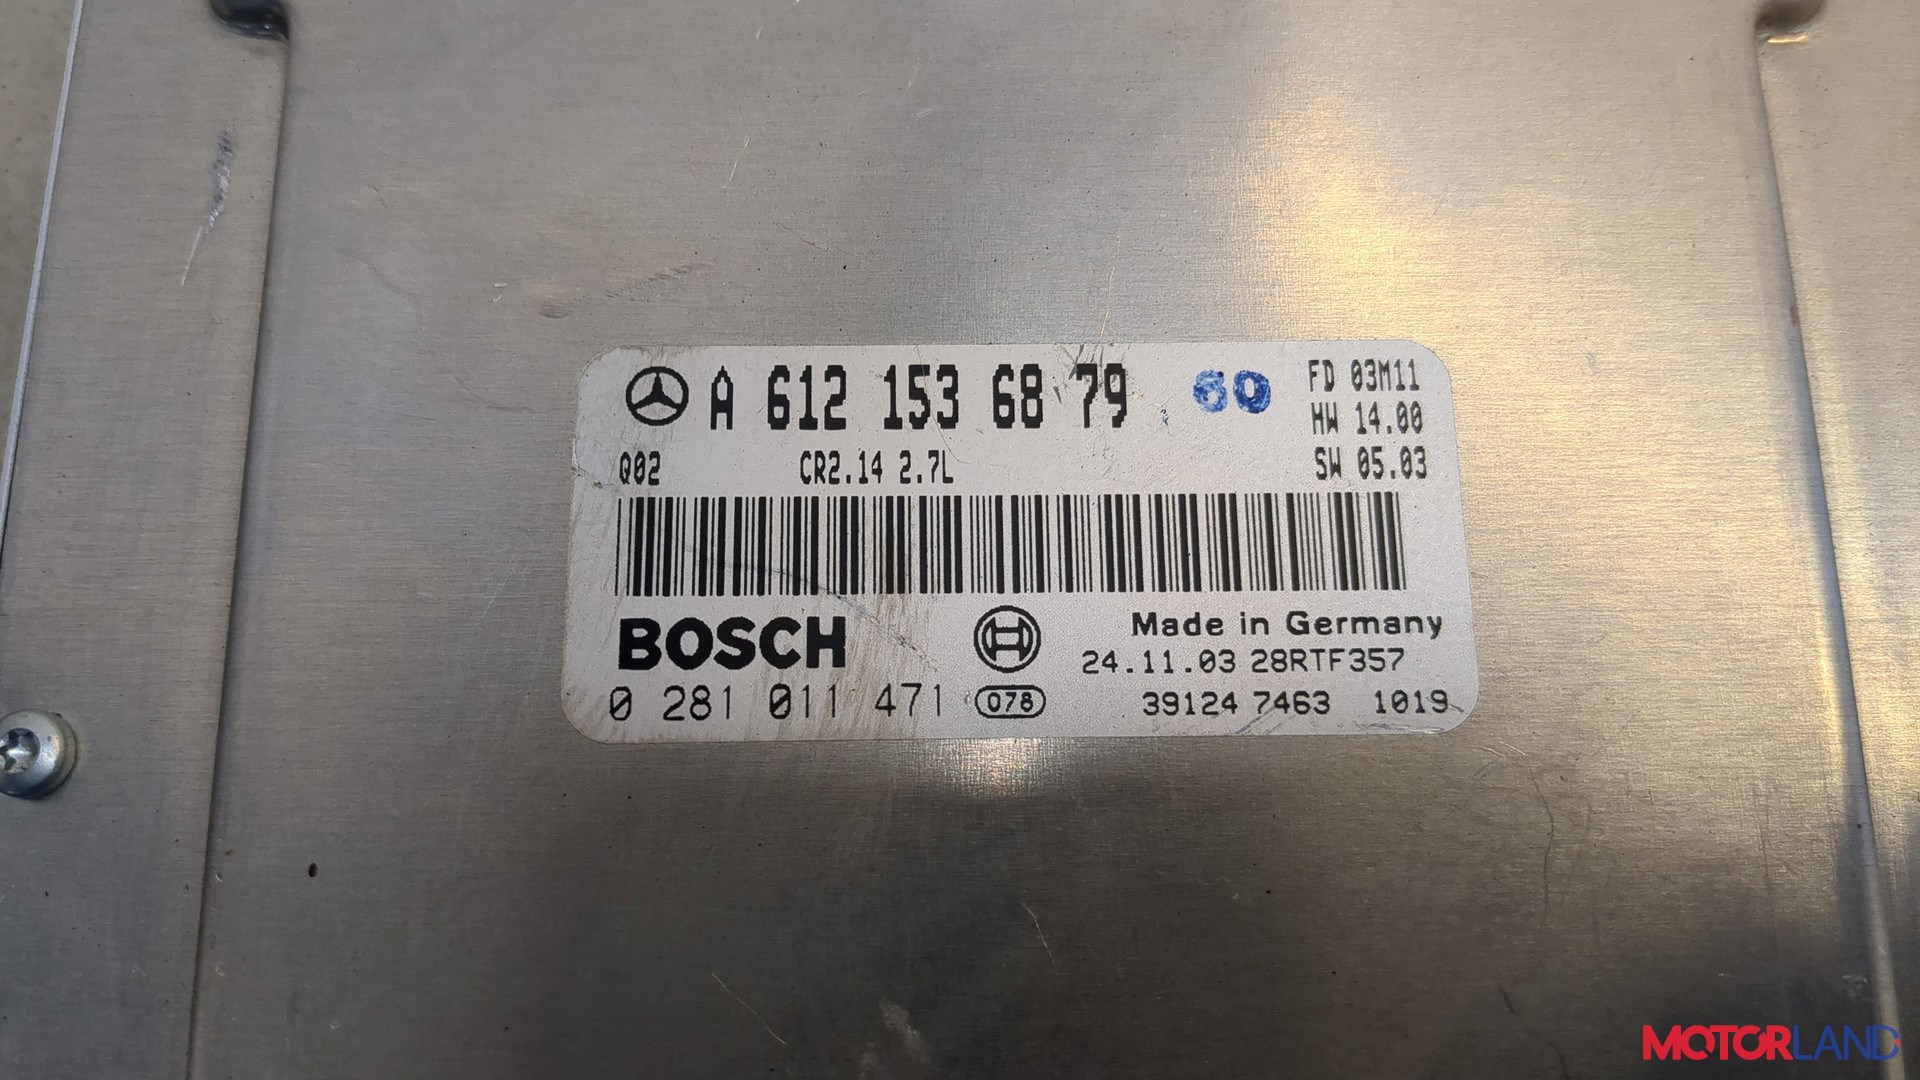 A 612 153 68 79 60 FD 03M11
HW 14.00
Q02 CR2.14 2.7L SW 05.03
BOSCH Made in Germany
24.11.03 28RTF357
0 281 011 471 078 39124 7463 1019
MOTORLAND